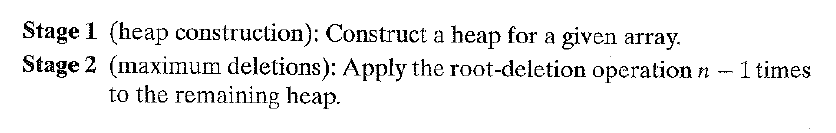 Stage 1 (heap construction): Construct a heap for a given array.
Stage 2 (maximum deletions): Apply the root-deletion operation n − 1 times
to the remaining heap.